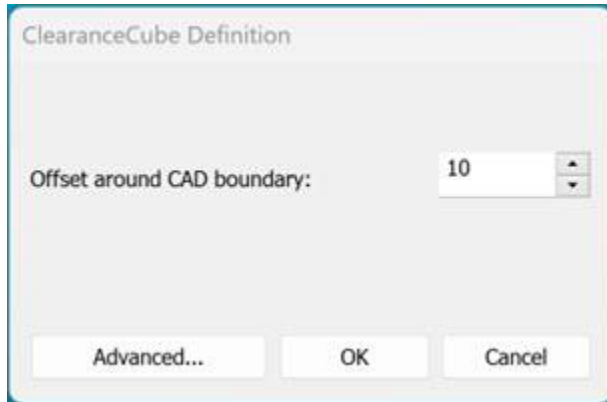 ClearanceCube Definition
Offset around CAD boundary:
10
Advanced...
OK
Cancel